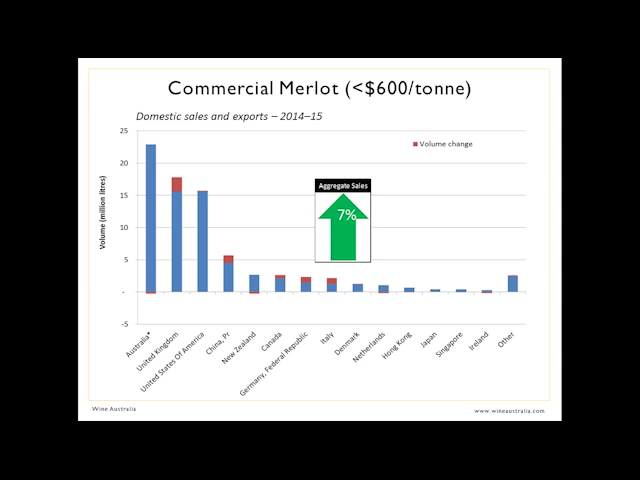 Commercial Merlot (<$600/tonne)
Domestic sales and exports – 2014–15
25
20
15
10
5
-
-5
Volume (million litres)
Volume change
Aggregate Sales
7%
Australia*
United Kingdom
United States Of America
China, Pr
New Zealand
Canada
Germany, Federal Republic
Italy
Denmark
Netherlands
Hong Kong
Japan
Singapore
Ireland
Other
Wine Australia
www.wineaustralia.com